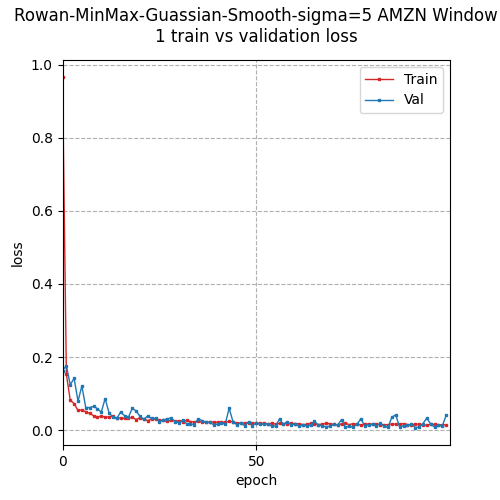 Rowan-MinMax-Guassian-Smooth-sigma=5 AMZN Window
1 train vs validation loss
1.0
Train
Val
0.8
0.6
loss
0.4
0.2
0.0
0
50
epoch